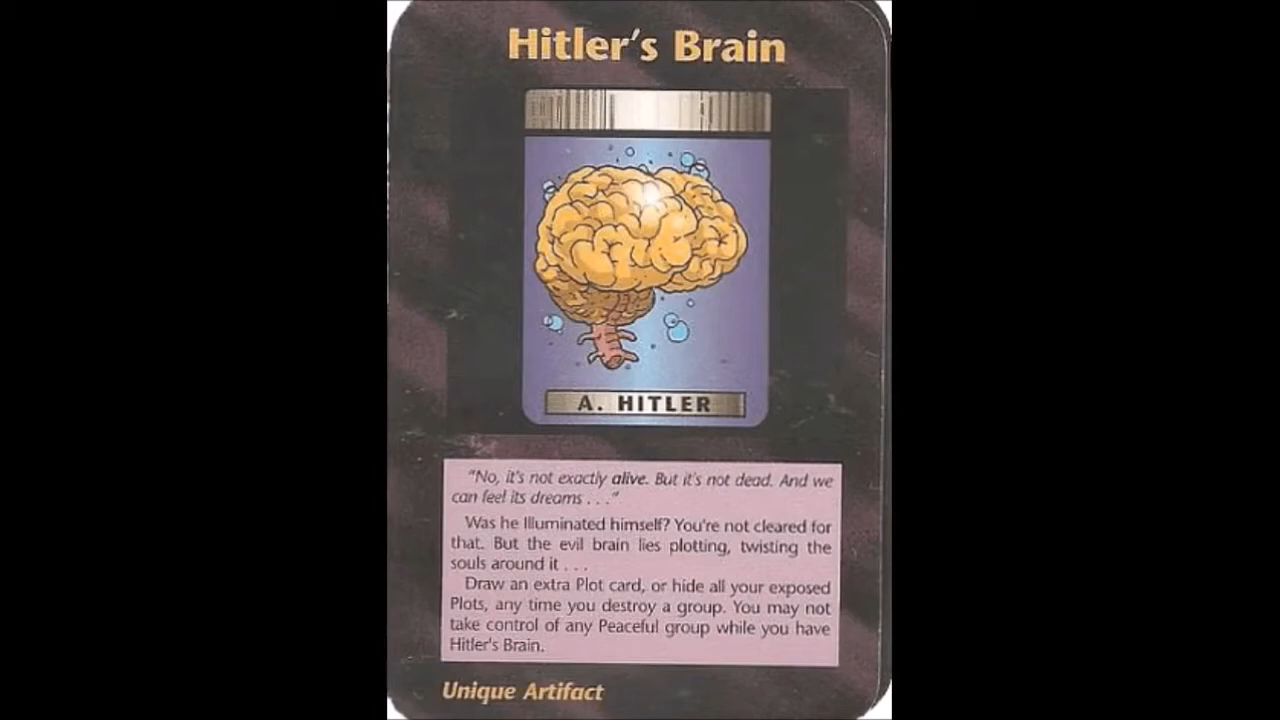 Hitler's Brain
A. HITLER
"No, it's not exactly alive. But it's not dead. And we
can feel its dreams . . ."
Was he Illuminated himself? You're not cleared for
that. But the evil brain lies plotting, twisting the
souls around it . . .
Draw an extra Plot card, or hide all your exposed
Plots, any time you destroy a group. You may not
take control of any Peaceful group while you have
Hitler's Brain.
Unique Artifact